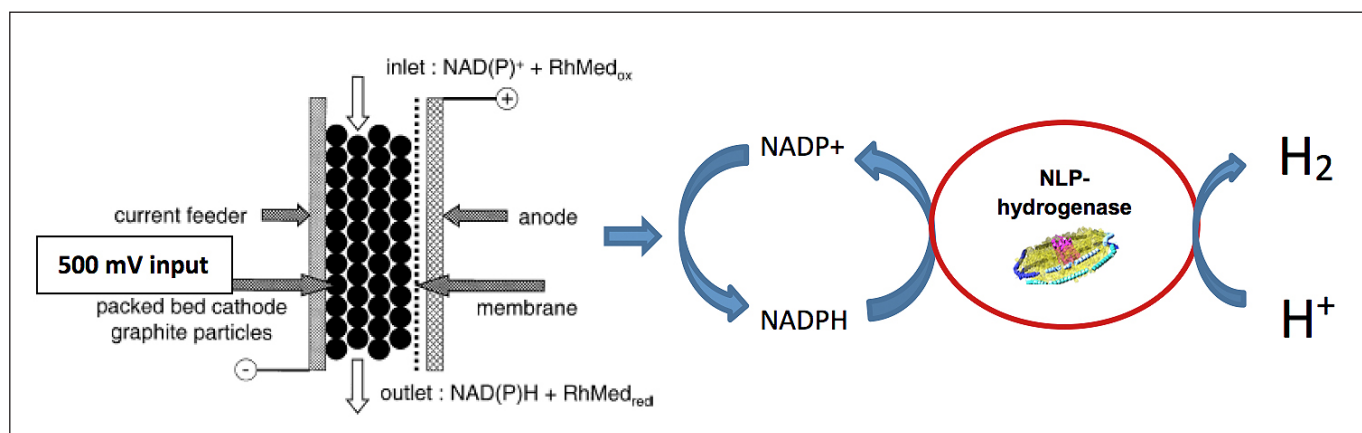 inlet : NAD(P)⁺ + RhMedₒₓ
+
current feeder
anode
500 mV input
packed bed cathode
graphite particles
membrane
-
outlet : NAD(P)H + RhMed_red
NADP+
NADPH
NLP-
hydrogenase
H₂
H⁺